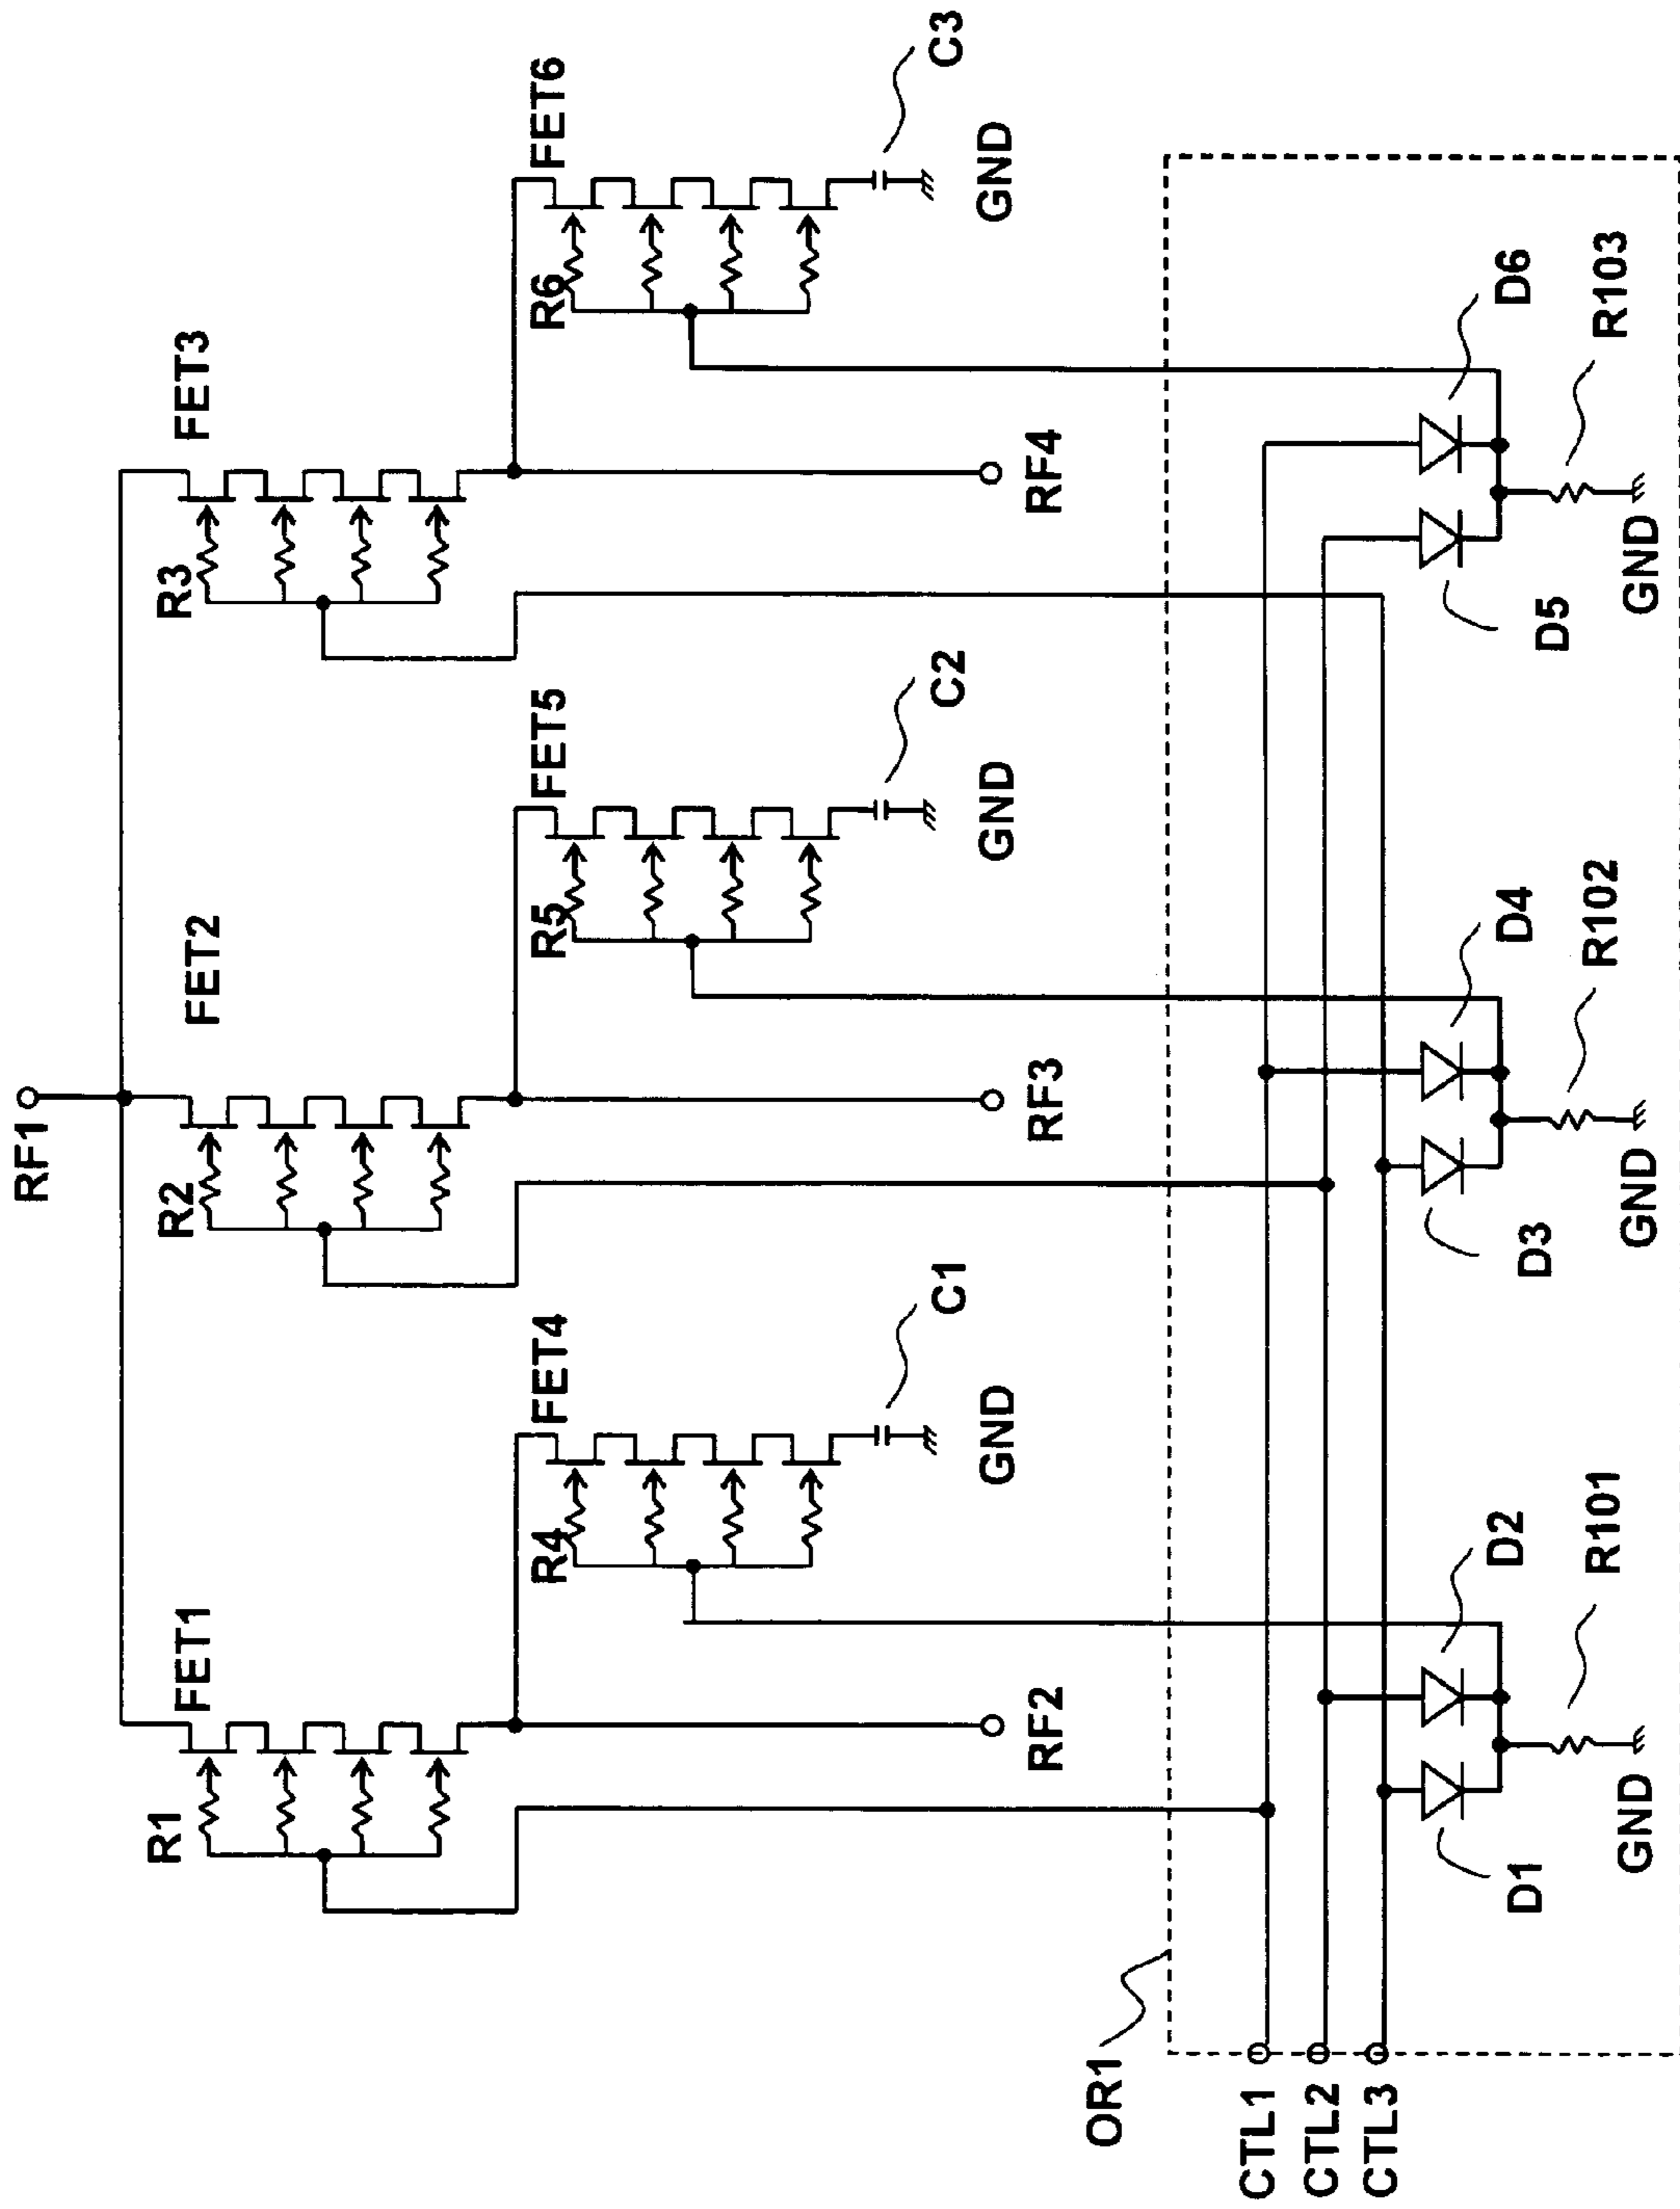 RF1
FET1
FET2
FET3
R1
R2
R3
FET4
FET5
FET6
R4
R5
R6
C1
C2
C3
GND
GND
GND
RF2
RF3
RF4
OR1
CTL1
CTL2
CTL3
D1
D2
D3
D4
D5
D6
R101
R102
R103
GND
GND
GND